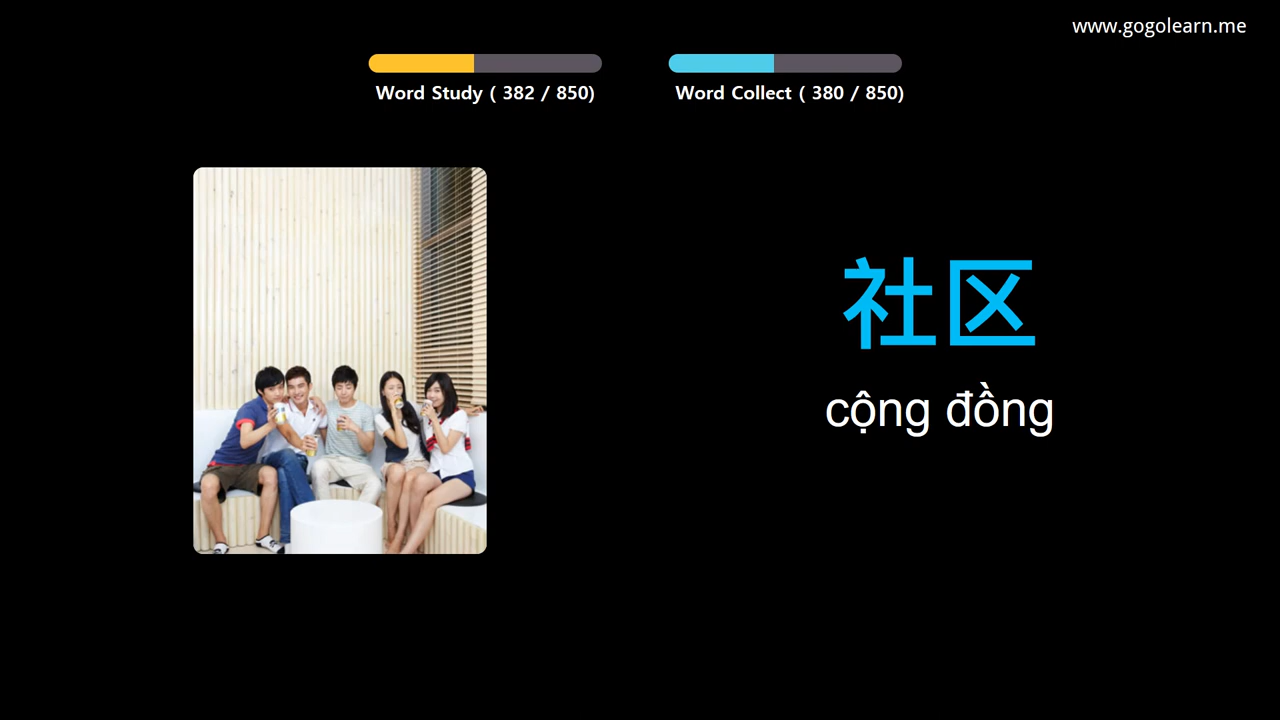 www.gogolearn.me
Word Study ( 382 / 850)
Word Collect ( 380 / 850)
社区
cộng đồng